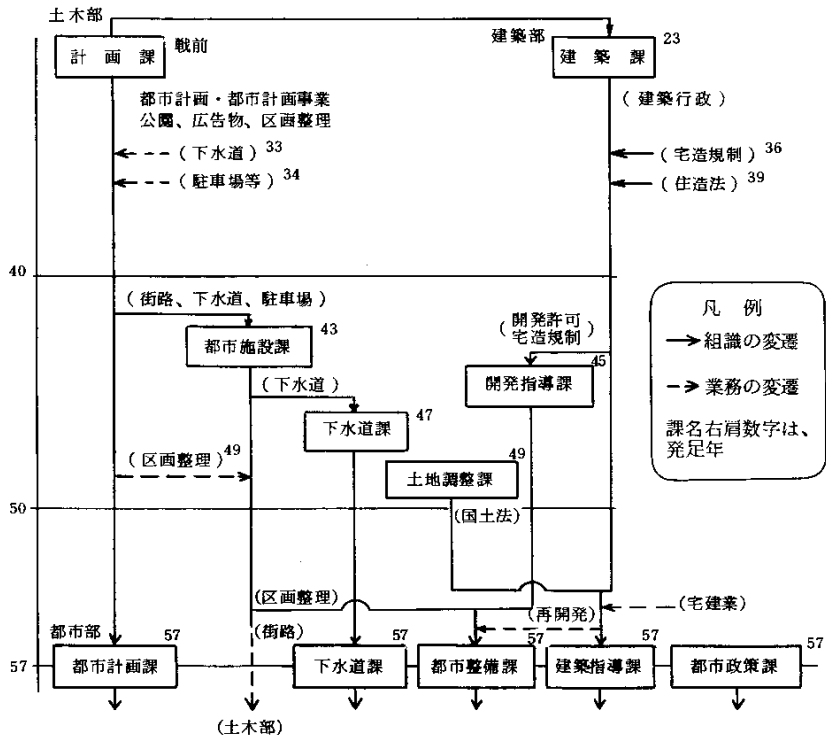 土木部
計画課
戦前
建築部
建築課
23
都市計画・都市計画事業
公園、広告物、区画整理
(建築行政)
(下水道)33
(駐車場等)34
(宅造規制)36
(住造法)39
40
(街路、下水道、駐車場)
都市施設課
43
(開発許可
宅造規制)
開発指導課
45
(下水道)
下水道課
47
(区画整理)49
土地調整課
49
凡例
組織の変遷
業務の変遷
課名右肩数字は、
発足年
50
(国土法)
(区画整理)
(宅建業)
(再開発)
(街路)
都市部
57
都市計画課
57
下水道課
57
都市整備課
57
建築指導課
57
都市政策課
57
(土木部)